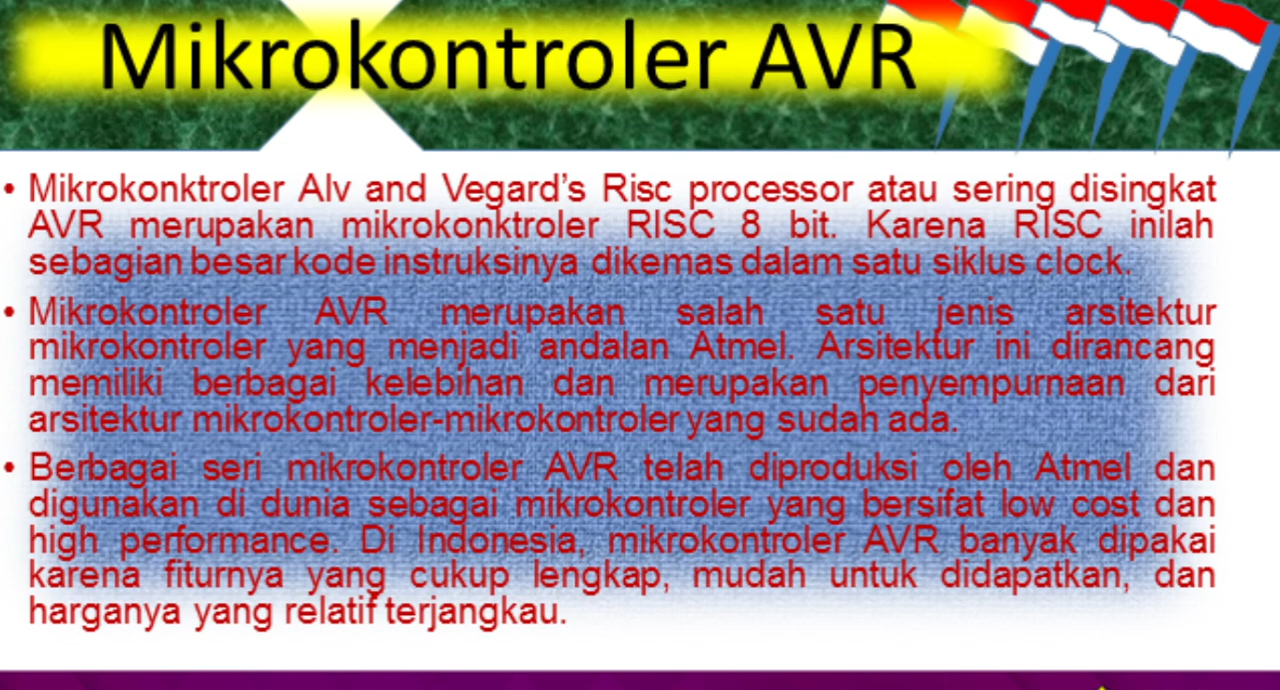 Mikrokontroler AVR
• Mikrokonktroler Alv and Vegard's Risc processor atau sering disingkat
AVR merupakan mikrokonktroler RISC 8 bit. Karena RISC inilah
sebagian besar kode instruksinya dikemas dalam satu siklus clock.
• Mikrokontroler AVR merupakan salah satu jenis arsitektur
mikrokontroler yang menjadi andalan Atmel. Arsitektur ini dirancang
memiliki berbagai kelebihan dan merupakan penyempurnaan dari
arsitektur mikrokontroler-mikrokontroler yang sudah ada.
• Berbagai seri mikrokontroler AVR telah diproduksi oleh Atmel dan
digunakan di dunia sebagai mikrokontroler yang bersifat low cost dan
high performance. Di Indonesia, mikrokontroler AVR banyak dipakai
karena fiturnya yang cukup lengkap, mudah untuk didapatkan, dan
harganya yang relatif terjangkau.